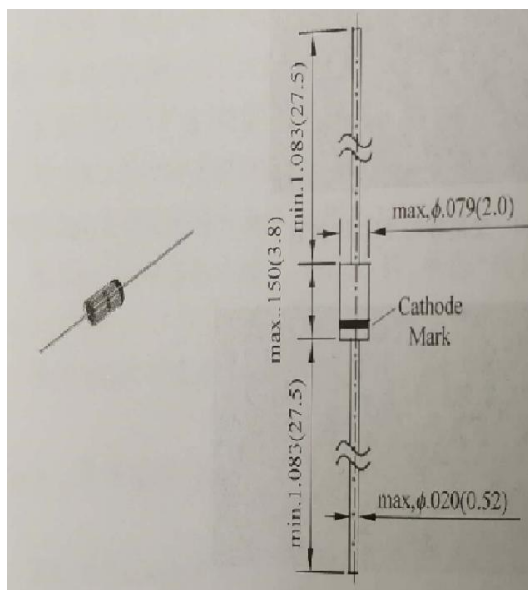 min.1.083(27.5)
max,ϕ.079(2.0)
max..150(3.8)
Cathode
Mark
min.1.083(27.5)
max,ϕ.020(0.52)